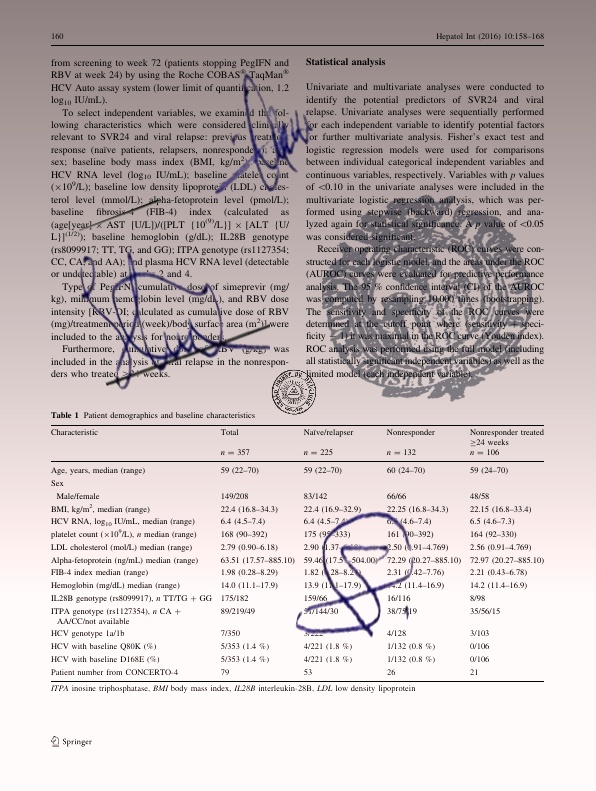 160
Hepatol Int (2016) 10:158–168
from screening to week 72 (patients stopping PegIFN and
RBV at week 24) by using the Roche COBAS® TaqMan®
HCV Auto assay system (lower limit of quantification, 1.2
log10 IU/mL).
To select independent variables, we examined the fol-
lowing characteristics which were considered clinically
relevant to SVR24 and viral relapse: previous treatment
response (naïve patients, relapsers, nonresponders);
sex; baseline body mass index (BMI, kg/m2); baseline
HCV RNA level (log10 IU/mL); baseline platelet count
(×10⁹/L); baseline low density lipoprotein (LDL) choles-
terol level (mmol/L); alpha-fetoprotein level (pmol/L);
baseline fibrosis-4 (FIB-4) index (calculated as
(age[year] × AST [U/L])/([PLT {10(9)/L}] × [ALT {U/
L}](1/2)); baseline hemoglobin (g/dL); IL28B genotype
(rs8099917; TT, TG, and GG); ITPA genotype (rs1127354;
CC, CA, and AA); and plasma HCV RNA level (detectable
or undetectable) at weeks 2 and 4.
Type of PegIFN, cumulative dose of simeprevir (mg/
kg), minimum hemoglobin level (mg/dL), and RBV dose
intensity [RBV-DI; calculated as cumulative dose of RBV
(mg)/treatment period (week)/body surface area (m2)] were
included to the analysis for nonresponders.
Furthermore, cumulative dose of RBV (g/kg) was
included in the analysis of viral relapse in the nonrespon-
ders who treated ≥24 weeks.
Statistical analysis
Univariate and multivariate analyses were conducted to
identify the potential predictors of SVR24 and viral
relapse. Univariate analyses were sequentially performed
for each independent variable to identify potential factors
for further multivariate analysis. Fisher's exact test and
logistic regression models were used for comparisons
between individual categorical independent variables and
continuous variables, respectively. Variables with p values
of <0.10 in the univariate analyses were included in the
multivariate logistic regression analysis, which was per-
formed using stepwise (backward) regression, and ana-
lyzed again for statistical significance. A p value of <0.05
was considered significant.
Receiver operating characteristic (ROC) curves were con-
structed for each logistic model, and the areas under the ROC
(AUROC) curves were evaluated for predictive performance
analysis. The 95 % confidence interval (CI) of the AUROC
was computed by resampling 10,000 times (bootstrapping).
The sensitivity and specificity of the ROC curves were
determined at the cutoff point where (sensitivity + speci-
ficity − 1) was maximal in the ROC curve (Youden index).
ROC analysis was performed using the full model (including
all statistically significant independent variables) as well as the
limited model (each independent variable).
Table 1 Patient demographics and baseline characteristics
Characteristic Total Naïve/relapser Nonresponder Nonresponder treated
≥24 weeks
n = 357 n = 225 n = 132 n = 106
Age, years, median (range) 59 (22–70) 59 (22–70) 60 (24–70) 59 (24–70)
Sex
Male/female 149/208 83/142 66/66 48/58
BMI, kg/m2, median (range) 22.4 (16.8–34.3) 22.4 (16.9–32.9) 22.25 (16.8–34.3) 22.15 (16.8–33.4)
HCV RNA, log10 IU/mL, median (range) 6.4 (4.5–7.4) 6.4 (4.5–7.4) (4.6–7.4) 6.5 (4.6–7.3)
platelet count (×10⁹/L), n median (range) 168 (90–392) 175 (95–333) 161 (90–392) 164 (92–330)
LDL cholesterol (mol/L) median (range) 2.79 (0.90–6.18) 2.90 2.50 (0.91–4.769) 2.56 (0.91–4.769)
Alpha-fetoprotein (ng/mL) median (range) 63.51 (17.57–885.10) 59.46 72.29 (20.27–885.10) 72.97 (20.27–885.10)
FIB-4 index median (range) 2.01 (0.28–8.29) 1.82 2.31 (0.42–7.76) 2.21 (0.43–6.78)
Hemoglobin (mg/dL) median (range) 14.0 (11.1–17.9) 13.9 (11.1–17.9) 14.2 (11.4–16.9) 14.2 (11.4–16.9)
IL28B genotype (rs8099917), n TT/TG + GG 175/182 159/66 16/116 8/98
ITPA genotype (rs1127354), n CA +
AA/CC/not available 89/219/49 51/144/30 38/75/19 35/56/15
HCV genotype 1a/1b 7/350 3/222 4/128 3/103
HCV with baseline Q80K (%) 5/353 (1.4 %) 4/221 (1.8 %) 1/132 (0.8 %) 0/106
HCV with baseline D168E (%) 5/353 (1.4 %) 4/221 (1.8 %) 1/132 (0.8 %) 0/106
Patient number from CONCERTO-4 79 53 26 21
ITPA inosine triphosphatase, BMI body mass index, IL28B interleukin-28B, LDL low density lipoprotein
Springer